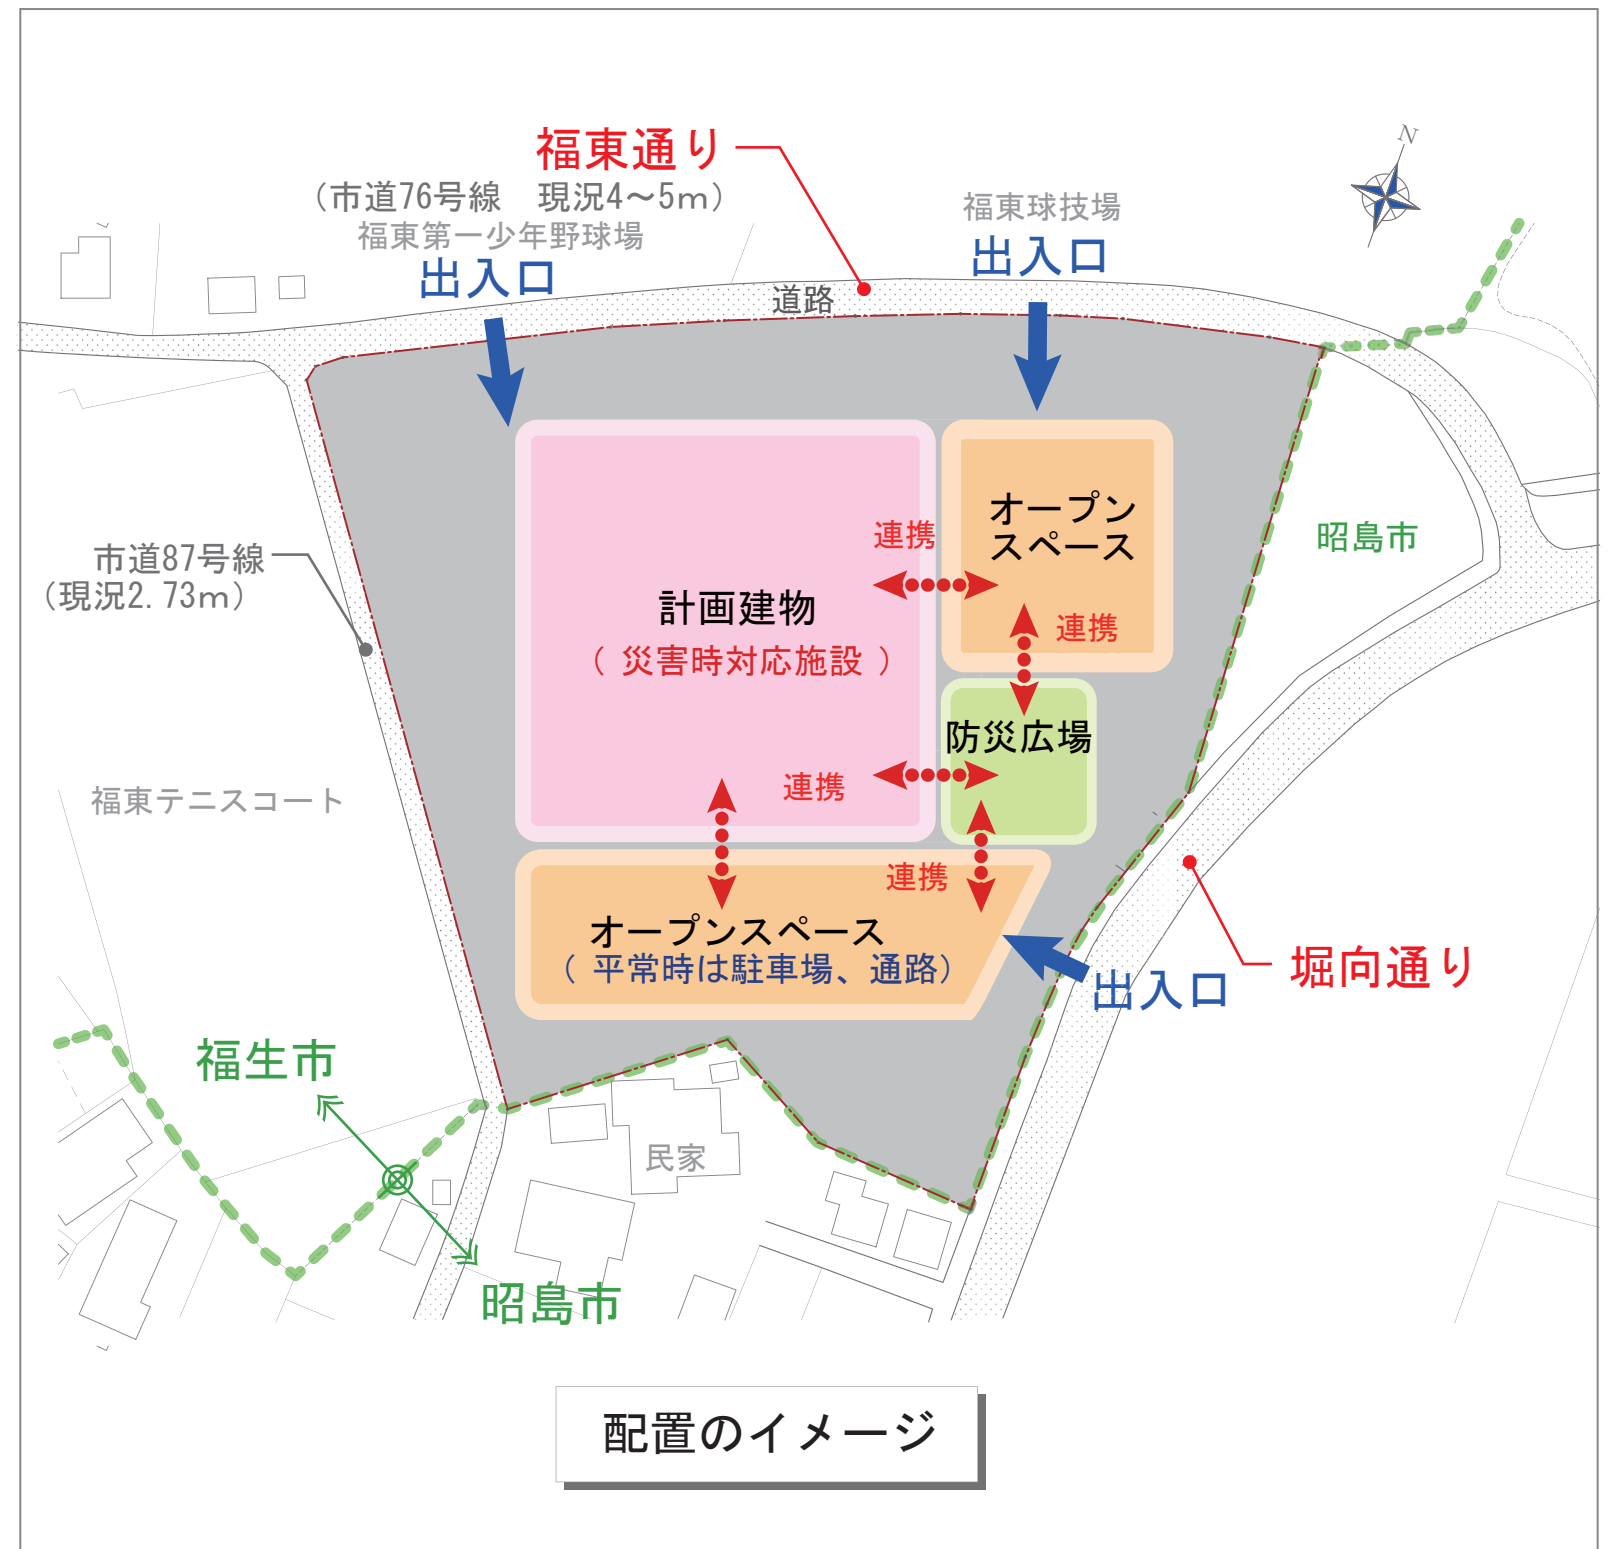 福東通り
（市道76号線　現況4～5m）
福東第一少年野球場
出入口
N
福東球技場
出入口
道路
市道87号線
（現況2.73m）
オープン
スペース
連携
昭島市
計画建物
（ 災害時対応施設 ）
連携
防災広場
連携
福東テニスコート
連携
オープンスペース
（ 平常時は駐車場、通路）
出入口
堀向通り
福生市
民家
昭島市
配置のイメージ